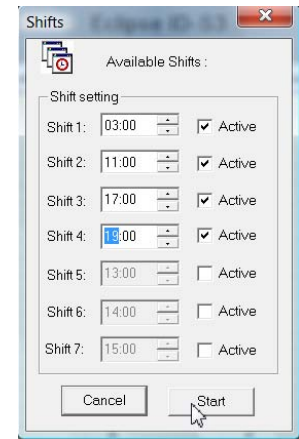 Shifts
Eclipse ID-S3
Available Shifts :
Shift setting
Shift 1: 03:00 Active
Shift 2: 11:00 Active
Shift 3: 17:00 Active
Shift 4: 19:00 Active
Shift 5: 13:00 Active
Shift 6: 14:00 Active
Shift 7: 15:00 Active
Cancel Start